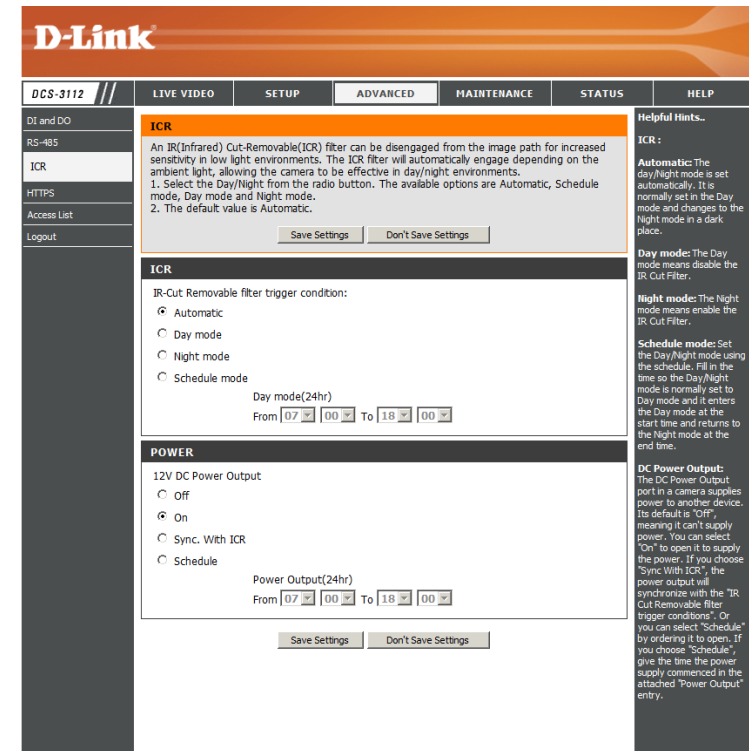 D-Link
DCS-3112 //
LIVE VIDEO
SETUP
ADVANCED
MAINTENANCE
STATUS
HELP
DI and DO
RS-485
ICR
HTTPS
Access List
Logout
ICR
An IR(Infrared) Cut-Removable(ICR) filter can be disengaged from the image path for increased
sensitivity in low light environments. The ICR filter will automatically engage depending on the
ambient light, allowing the camera to be effective in day/night environments.
1. Select the Day/Night from the radio button. The available options are Automatic, Schedule
mode, Day mode and Night mode.
2. The default value is Automatic.
Save Settings
Don't Save Settings
ICR
IR-Cut Removable filter trigger condition:
Automatic
Day mode
Night mode
Schedule mode
Day mode(24hr)
From 07 00 To 18 00
POWER
12V DC Power Output
Off
On
Sync. With ICR
Schedule
Power Output(24hr)
From 07 00 To 18 00
Save Settings
Don't Save Settings
Helpful Hints..
ICR :
Automatic: The
day/Night mode is set
automatically. It is
normally set in the Day
mode and changes to the
Night mode in a dark
place.
Day mode: The Day
mode means disable the
IR Cut Filter.
Night mode: The Night
mode means enable the
IR Cut Filter.
Schedule mode: Set
the Day/Night mode using
the schedule. Fill in the
time so the Day/Night
mode is normally set to
Day mode and it enters
the Day mode at the
start time and returns to
the Night mode at the
end time.
DC Power Output:
The DC Power Output
port in a camera supplies
power to another device.
Its default is "Off",
meaning it can't supply
power. You can select
"On" to open it to supply
the power. If you choose
"Sync With ICR", the
power output will
synchronize with the "IR
Cut Removable filter
trigger conditions". Or
you can select "Schedule"
by ordering it to open. If
you choose "Schedule",
give the time the power
supply commenced in the
attached "Power Output"
entry.